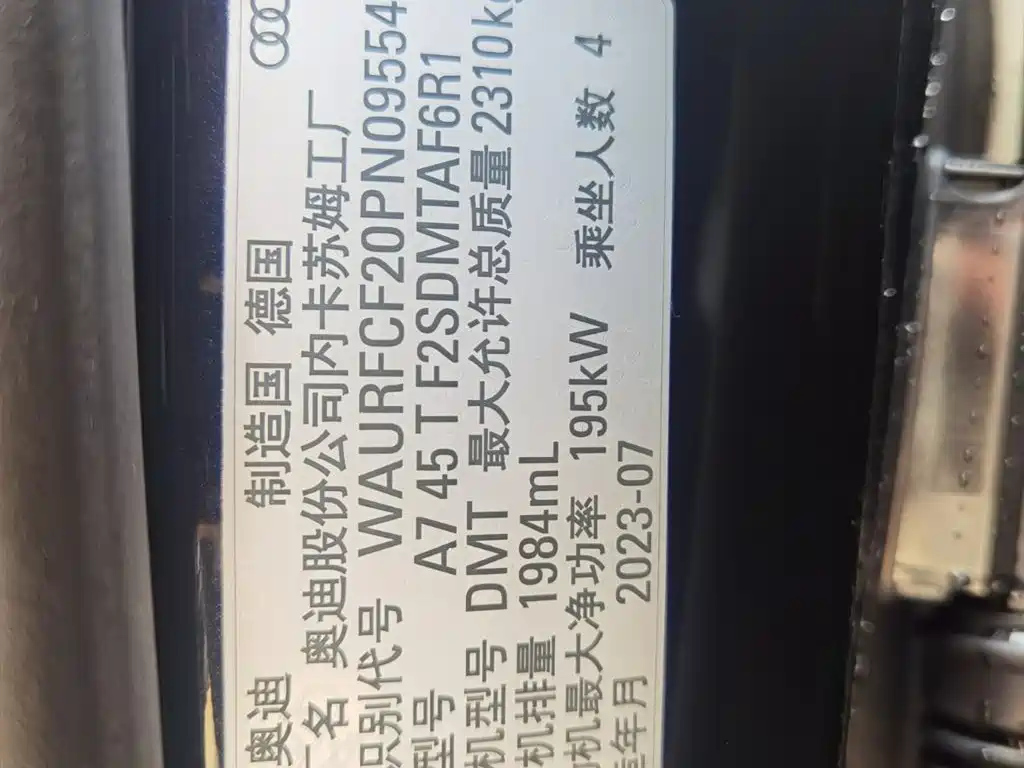 奥迪 制造国 德国
名 奥迪股份公司内卡苏姆工厂
识别代号 WAURFCF20PN09554
型号 A7 45 T F2SDMTAF6R1
机型号 DMT 最大允许总质量 2310kg
机排量 1984mL
机最大净功率 195kW 乘坐人数 4
年月 2023-07